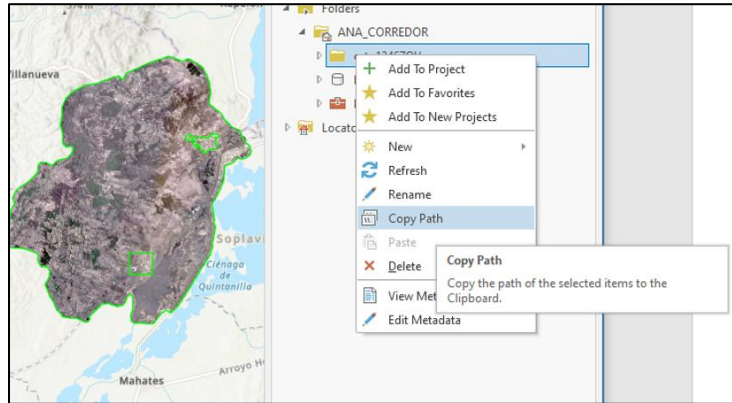 Villanueva
Soplavi
Ciénaga
de
Quintanilla
Mahates
Arroyo H
Folders
ANA_CORREDOR
Locato
Add To Project
Add To Favorites
Add To New Projects
New
Refresh
Rename
Copy Path
Paste
Delete
View Met
Edit Metadata
Copy Path
Copy the path of the selected items to the
Clipboard.